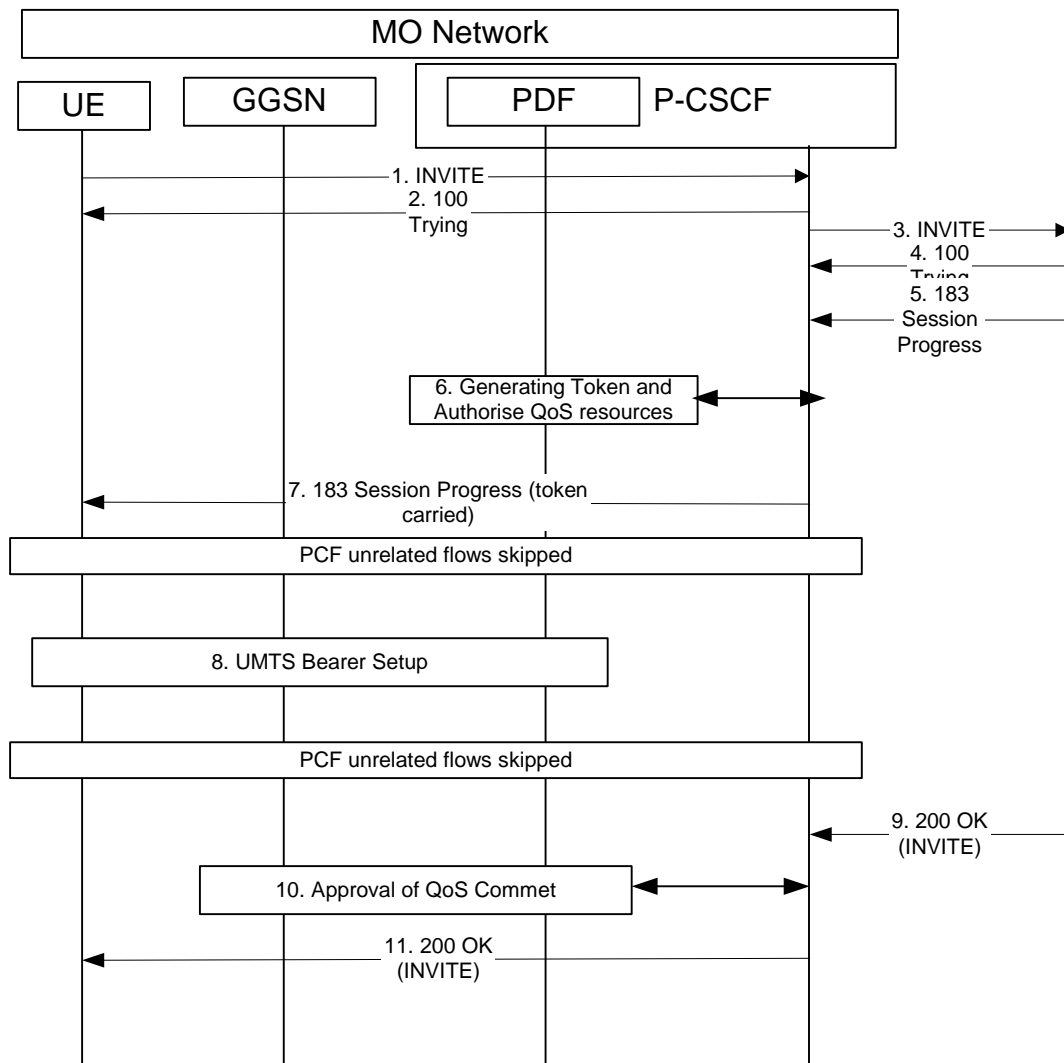 MO Network
UE
GGSN
PDF
P-CSCF
1. INVITE
2. 100
Trying
3. INVITE
4. 100
Trying
5. 183
Session
Progress
6. Generating Token and
Authorise QoS resources
7. 183 Session Progress (token
carried)
PCF unrelated flows skipped
8. UMTS Bearer Setup
PCF unrelated flows skipped
9. 200 OK
(INVITE)
10. Approval of QoS Commet
11. 200 OK
(INVITE)